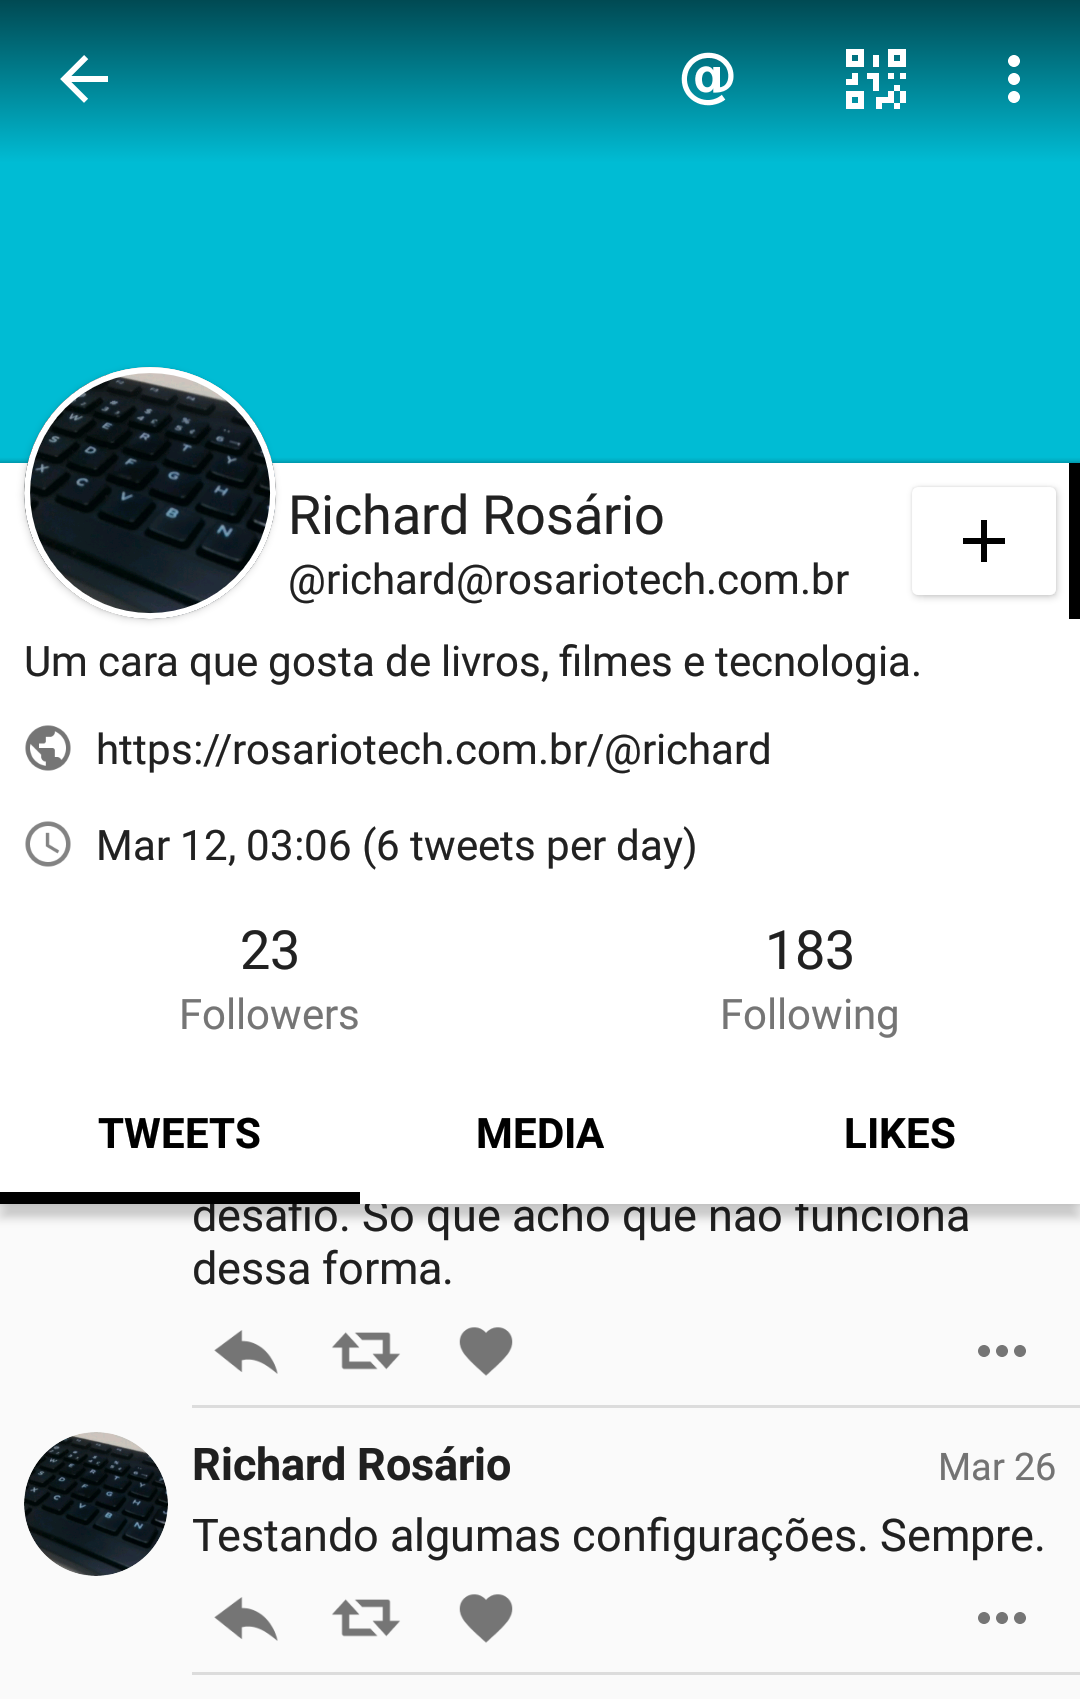 @
Richard Rosário
@richard@rosariotech.com.br
Um cara que gosta de livros, filmes e tecnologia.
https://rosariotech.com.br/@richard
Mar 12, 03:06 (6 tweets per day)
23 183
Followers Following
TWEETS MEDIA LIKES
desafio. Só que acho que não funciona
dessa forma.
Richard Rosário Mar 26
Testando algumas configurações. Sempre.